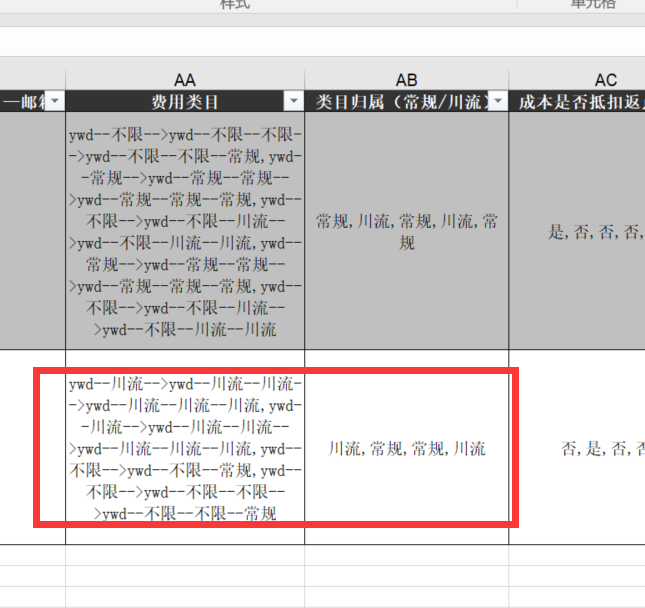 样式
单元格
AA
AB
AC
一邮箱
费用类目
类目归属（常规/川流）
成本是否抵扣返
ywd--不限-->ywd--不限--不限-
->ywd--不限--不限--常规,ywd-
-常规-->ywd--常规--常规--
>ywd--常规--常规--常规,ywd--
不限-->ywd--不限--川流--
>ywd--不限--川流--川流,ywd--
常规-->ywd--常规--常规--
>ywd--常规--常规--常规,ywd--
不限-->ywd--不限--川流--
>ywd--不限--川流--川流
常规,川流,常规,川流,常
规
是,否,否,否,
ywd--川流-->ywd--川流--川流-
->ywd--川流--川流--川流,ywd-
-川流-->ywd--川流--川流--
>ywd--川流--川流--川流,ywd--
不限-->ywd--不限--常规,ywd--
不限-->ywd--不限--不限--
>ywd--不限--不限--常规
川流,常规,常规,川流
否,是,否,否